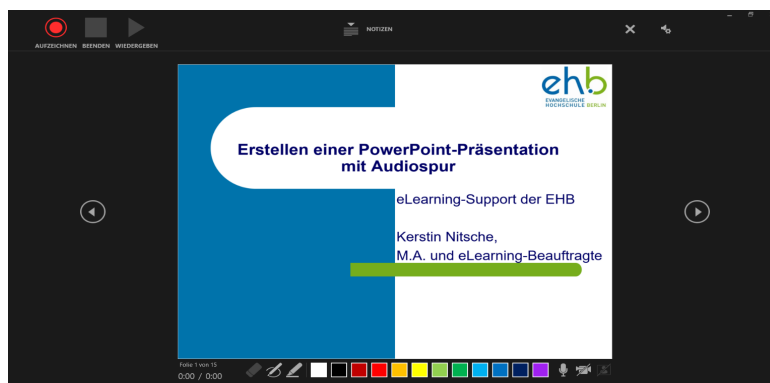 AUFZEICHNEN BEENDEN WIEDERGEBEN
NOTIZEN
ehb
EVANGELISCHE
HOCHSCHULE BERLIN
Erstellen einer PowerPoint-Präsentation
mit Audiospur
eLearning-Support der EHB
Kerstin Nitsche,
M.A. und eLearning-Beauftragte
Folie 1 von 15
0:00 / 0:00